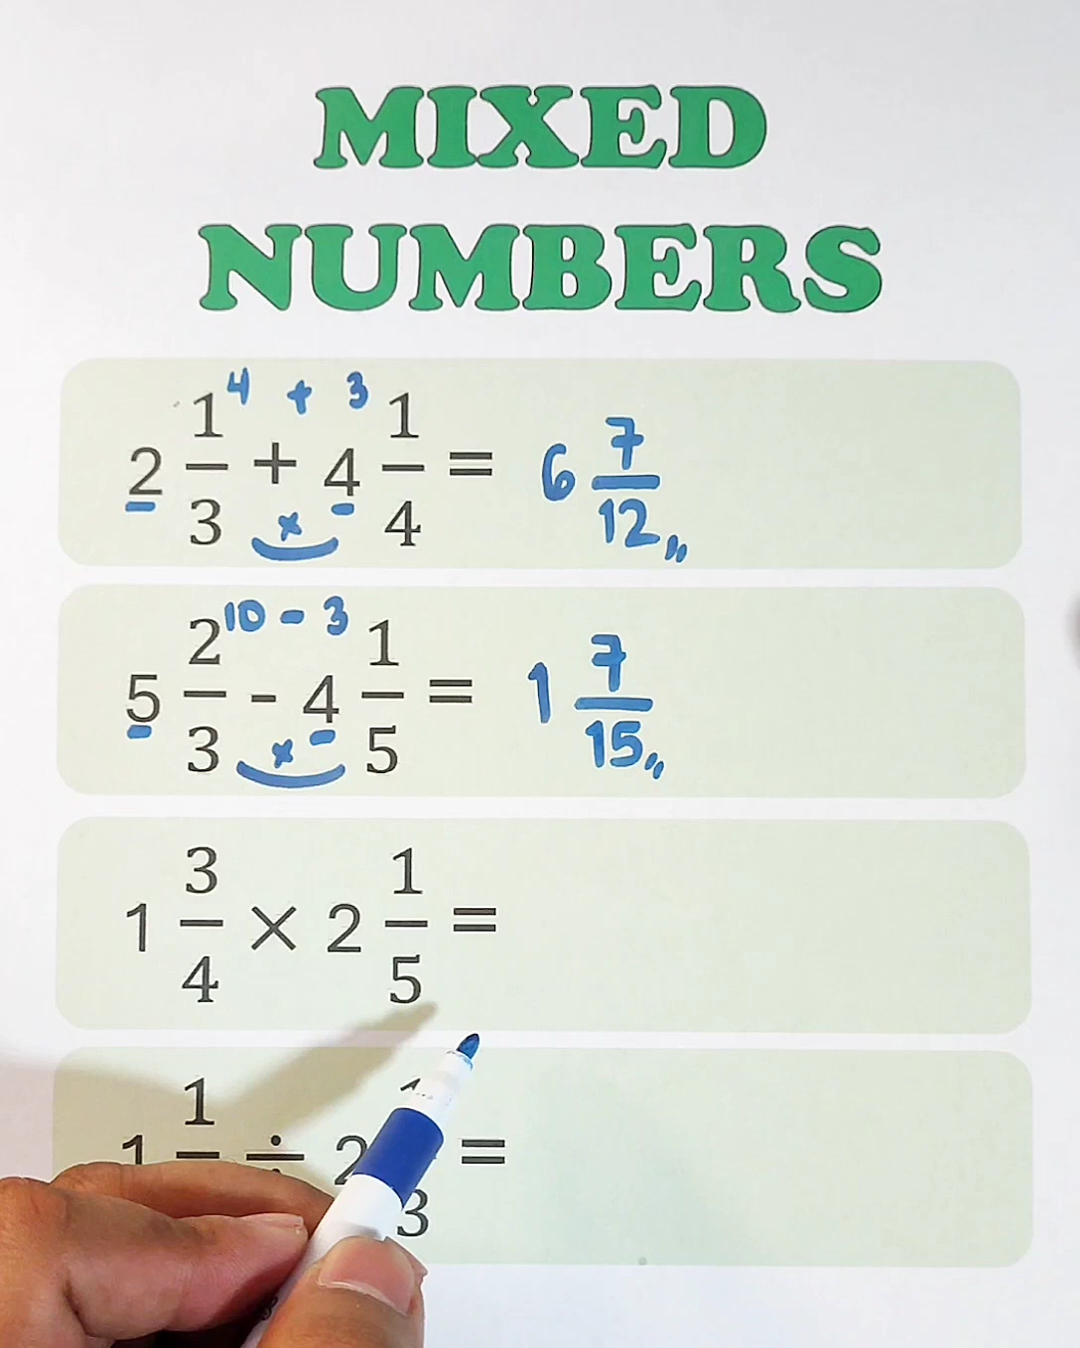 MIXED
NUMBERS
2 1/3 + 4 1/4 = 6 7/12,,
4 + 3
×
5 2/3 - 4 1/5 = 1 7/15,,
10 - 3
×
1 3/4 × 2 1/5 =
1 1/ ÷ 2 /3 =